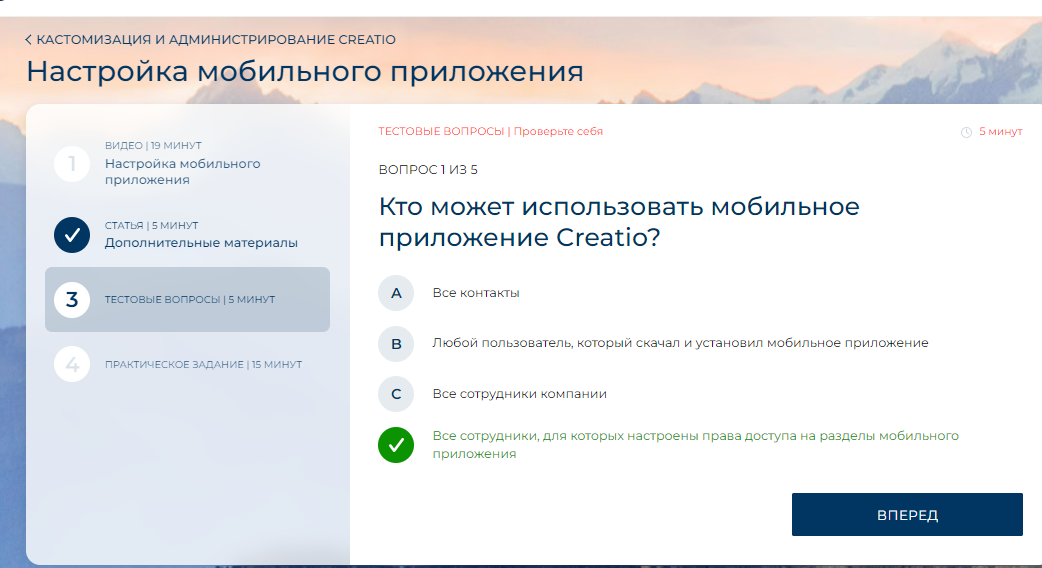 КАСТОМИЗАЦИЯ И АДМИНИСТРИРОВАНИЕ CREATIO
Настройка мобильного приложения
1
ВИДЕО | 19 МИНУТ
Настройка мобильного
приложения
СТАТЬЯ | 5 МИНУТ
Дополнительные материалы
3
ТЕСТОВЫЕ ВОПРОСЫ | 5 МИНУТ
4
ПРАКТИЧЕСКОЕ ЗАДАНИЕ | 15 МИНУТ
ТЕСТОВЫЕ ВОПРОСЫ | Проверьте себя
5 минут
ВОПРОС 1 ИЗ 5
Кто может использовать мобильное
приложение Creatio?
A Все контакты
B Любой пользователь, который скачал и установил мобильное приложение
C Все сотрудники компании
Все сотрудники, для которых настроены права доступа на разделы мобильного
приложения
ВПЕРЕД